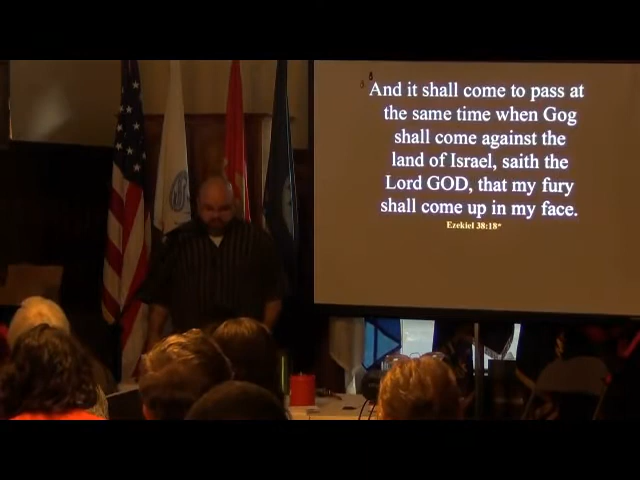 And it shall come to pass at
the same time when Gog
shall come against the
land of Israel, saith the
Lord GOD, that my fury
shall come up in my face.
Ezekiel 38:18*